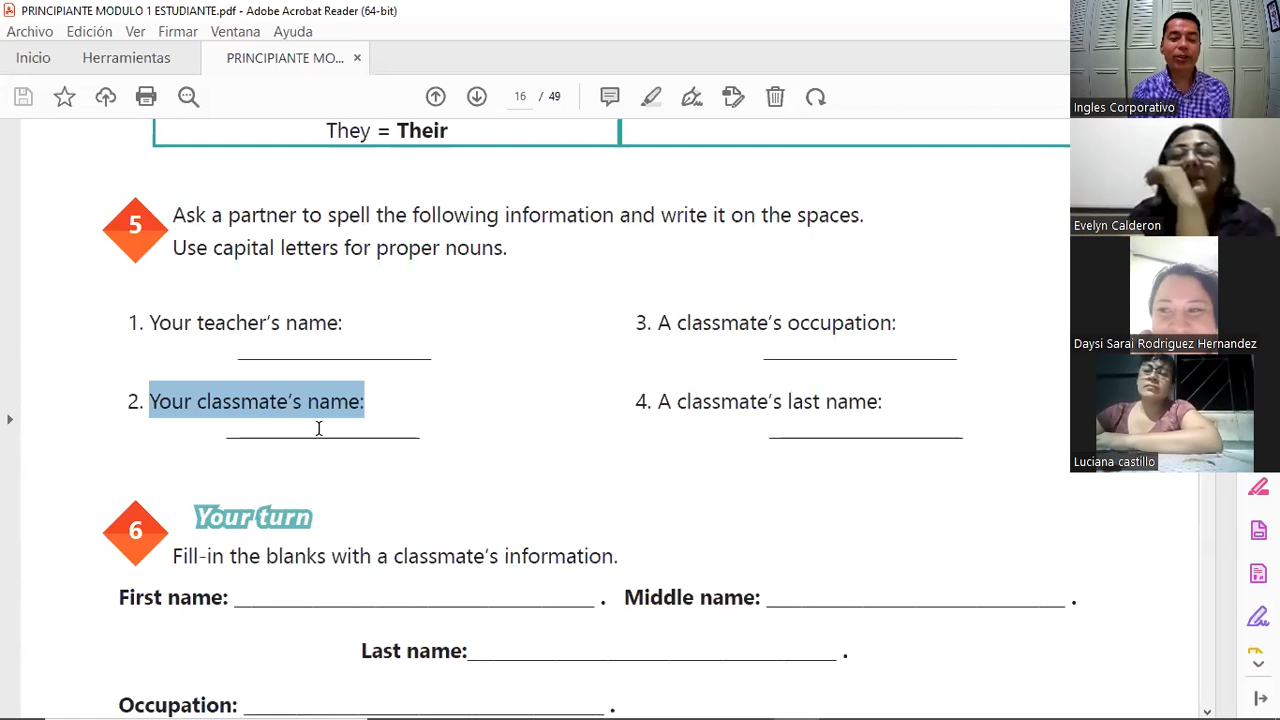 PRINCIPIANTE MODULO 1 ESTUDIANTE.pdf - Adobe Acrobat Reader (64-bit)
Archivo Edición Ver Firmar Ventana Ayuda
Inicio Herramientas PRINCIPIANTE MO... ×
16 / 49
They = Their
5
Ask a partner to spell the following information and write it on the spaces.
Use capital letters for proper nouns.
1. Your teacher's name:
3. A classmate's occupation:
2. Your classmate's name:
4. A classmate's last name:
6
Your turn
Fill-in the blanks with a classmate's information.
First name: ______________ . Middle name: ______________ .
Last name:______________ .
Occupation: ______________ .
Ingles Corporativo
Evelyn Calderon
Daysi Sarai Rodriguez Hernandez
Luciana castillo